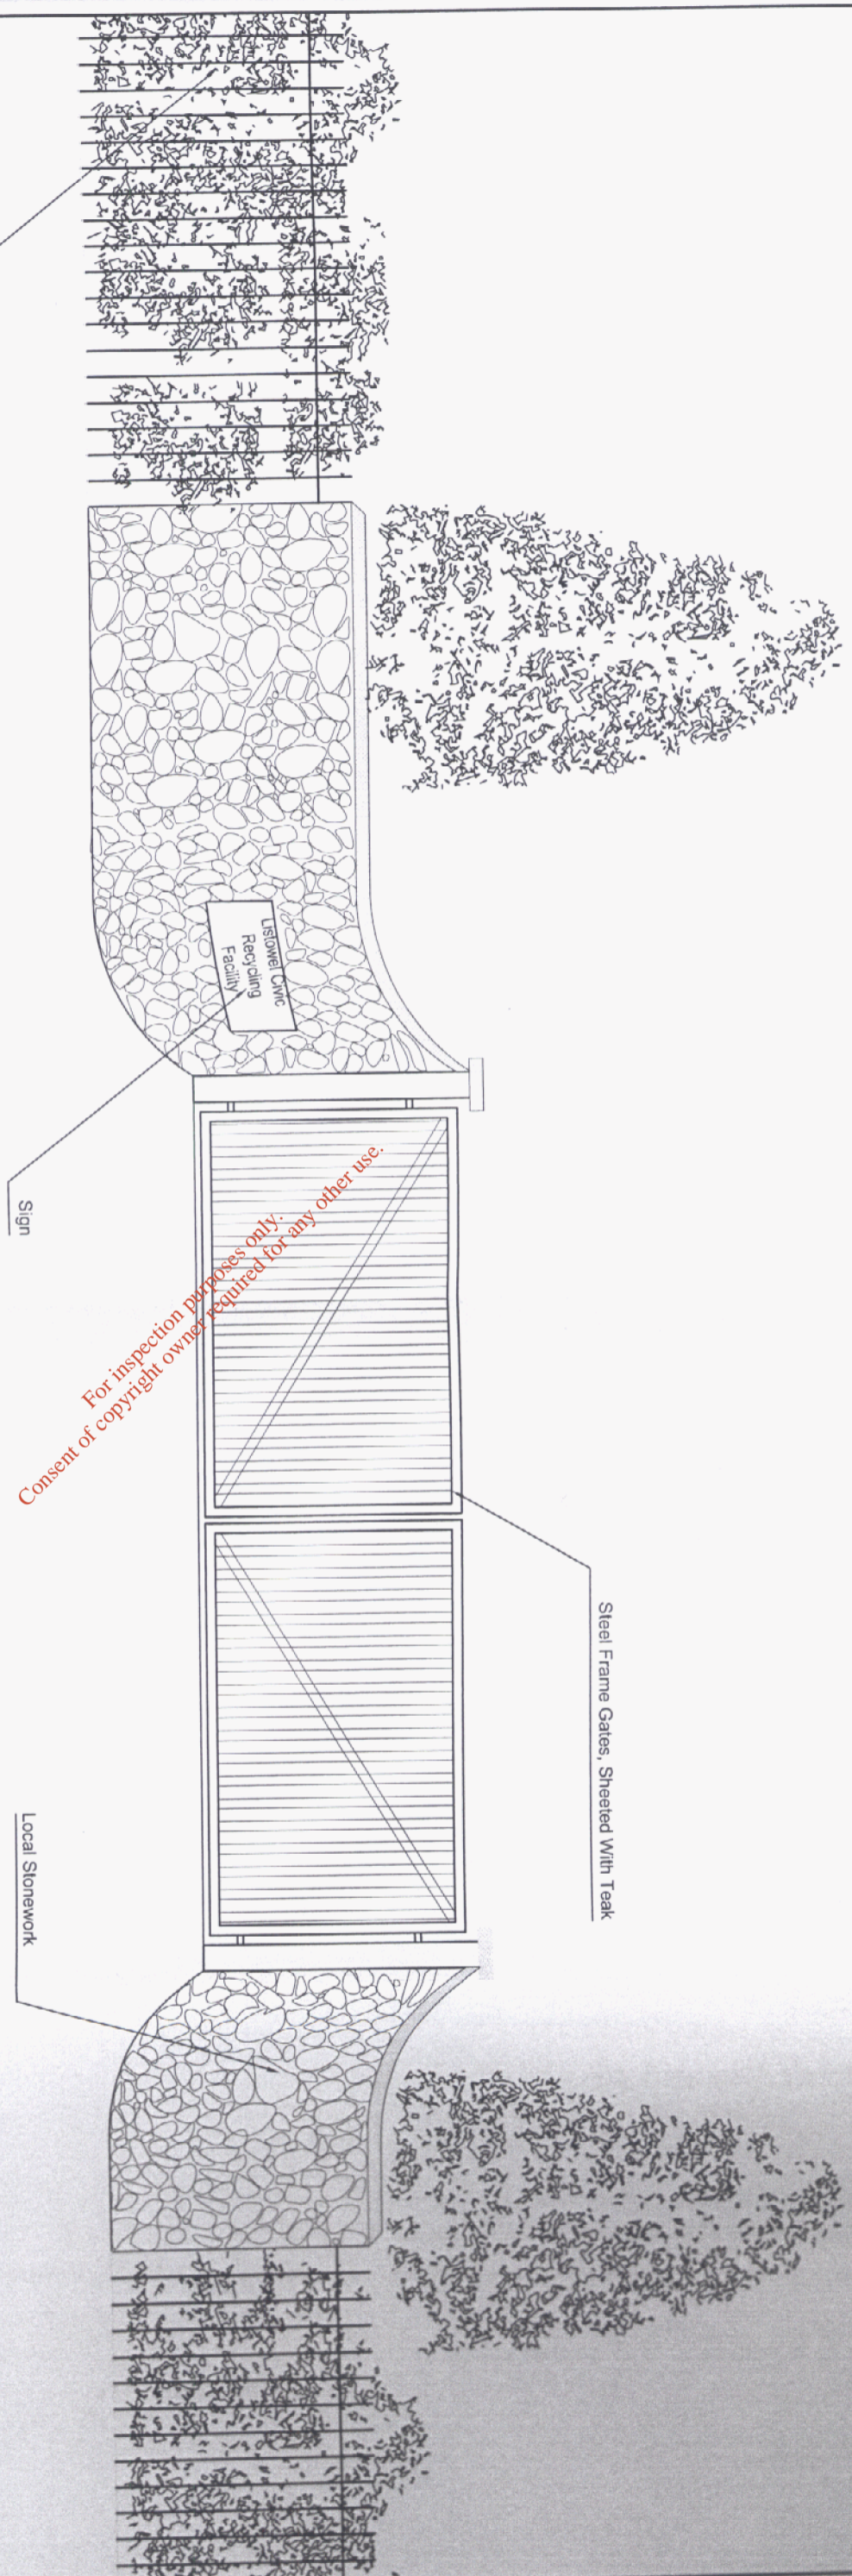 Steel Frame Gates, Sheeted With Teak
Listowel Civic
Recycling
Facility
Sign
Local Stonework
For inspection purposes only.
Consent of copyright owner required for any other use.